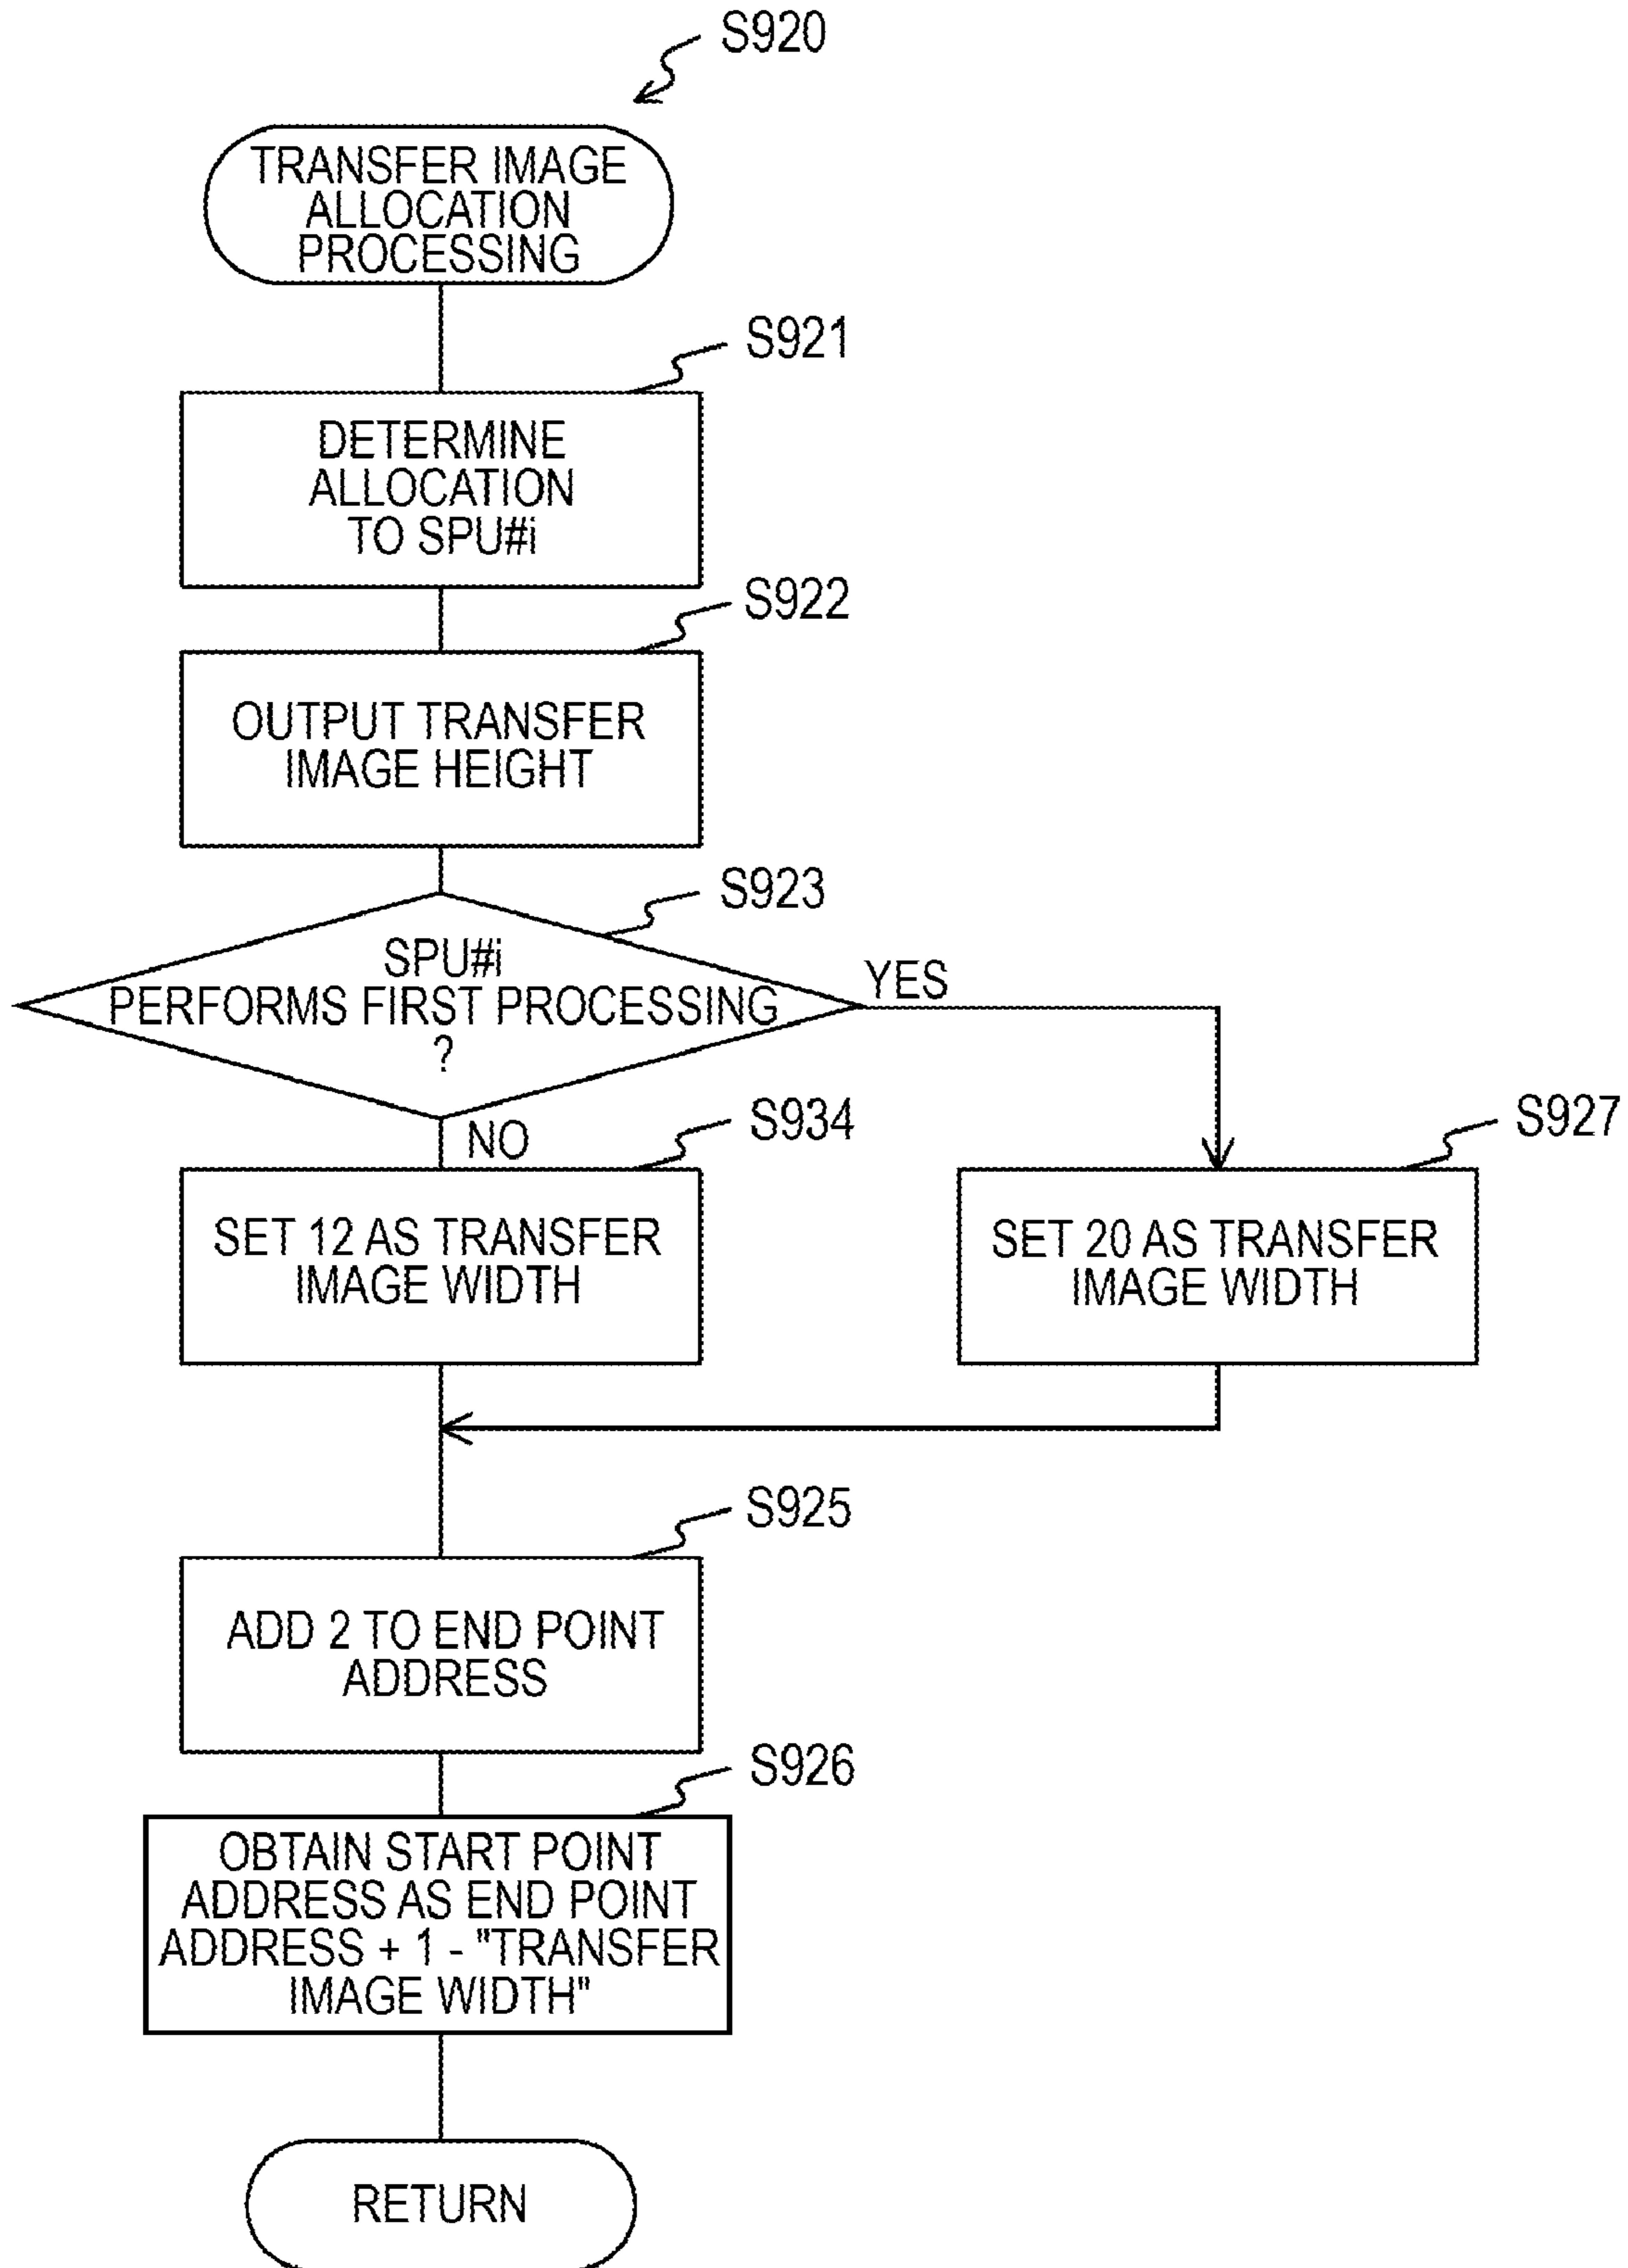 S920
TRANSFER IMAGE
ALLOCATION
PROCESSING
S921
DETERMINE
ALLOCATION
TO SPU#i
S922
OUTPUT TRANSFER
IMAGE HEIGHT
S923
SPU#i
PERFORMS FIRST PROCESSING
?
YES
NO
S934
SET 12 AS TRANSFER
IMAGE WIDTH
S927
SET 20 AS TRANSFER
IMAGE WIDTH
S925
ADD 2 TO END POINT
ADDRESS
S926
OBTAIN START POINT
ADDRESS AS END POINT
ADDRESS + 1 - "TRANSFER
IMAGE WIDTH"
RETURN